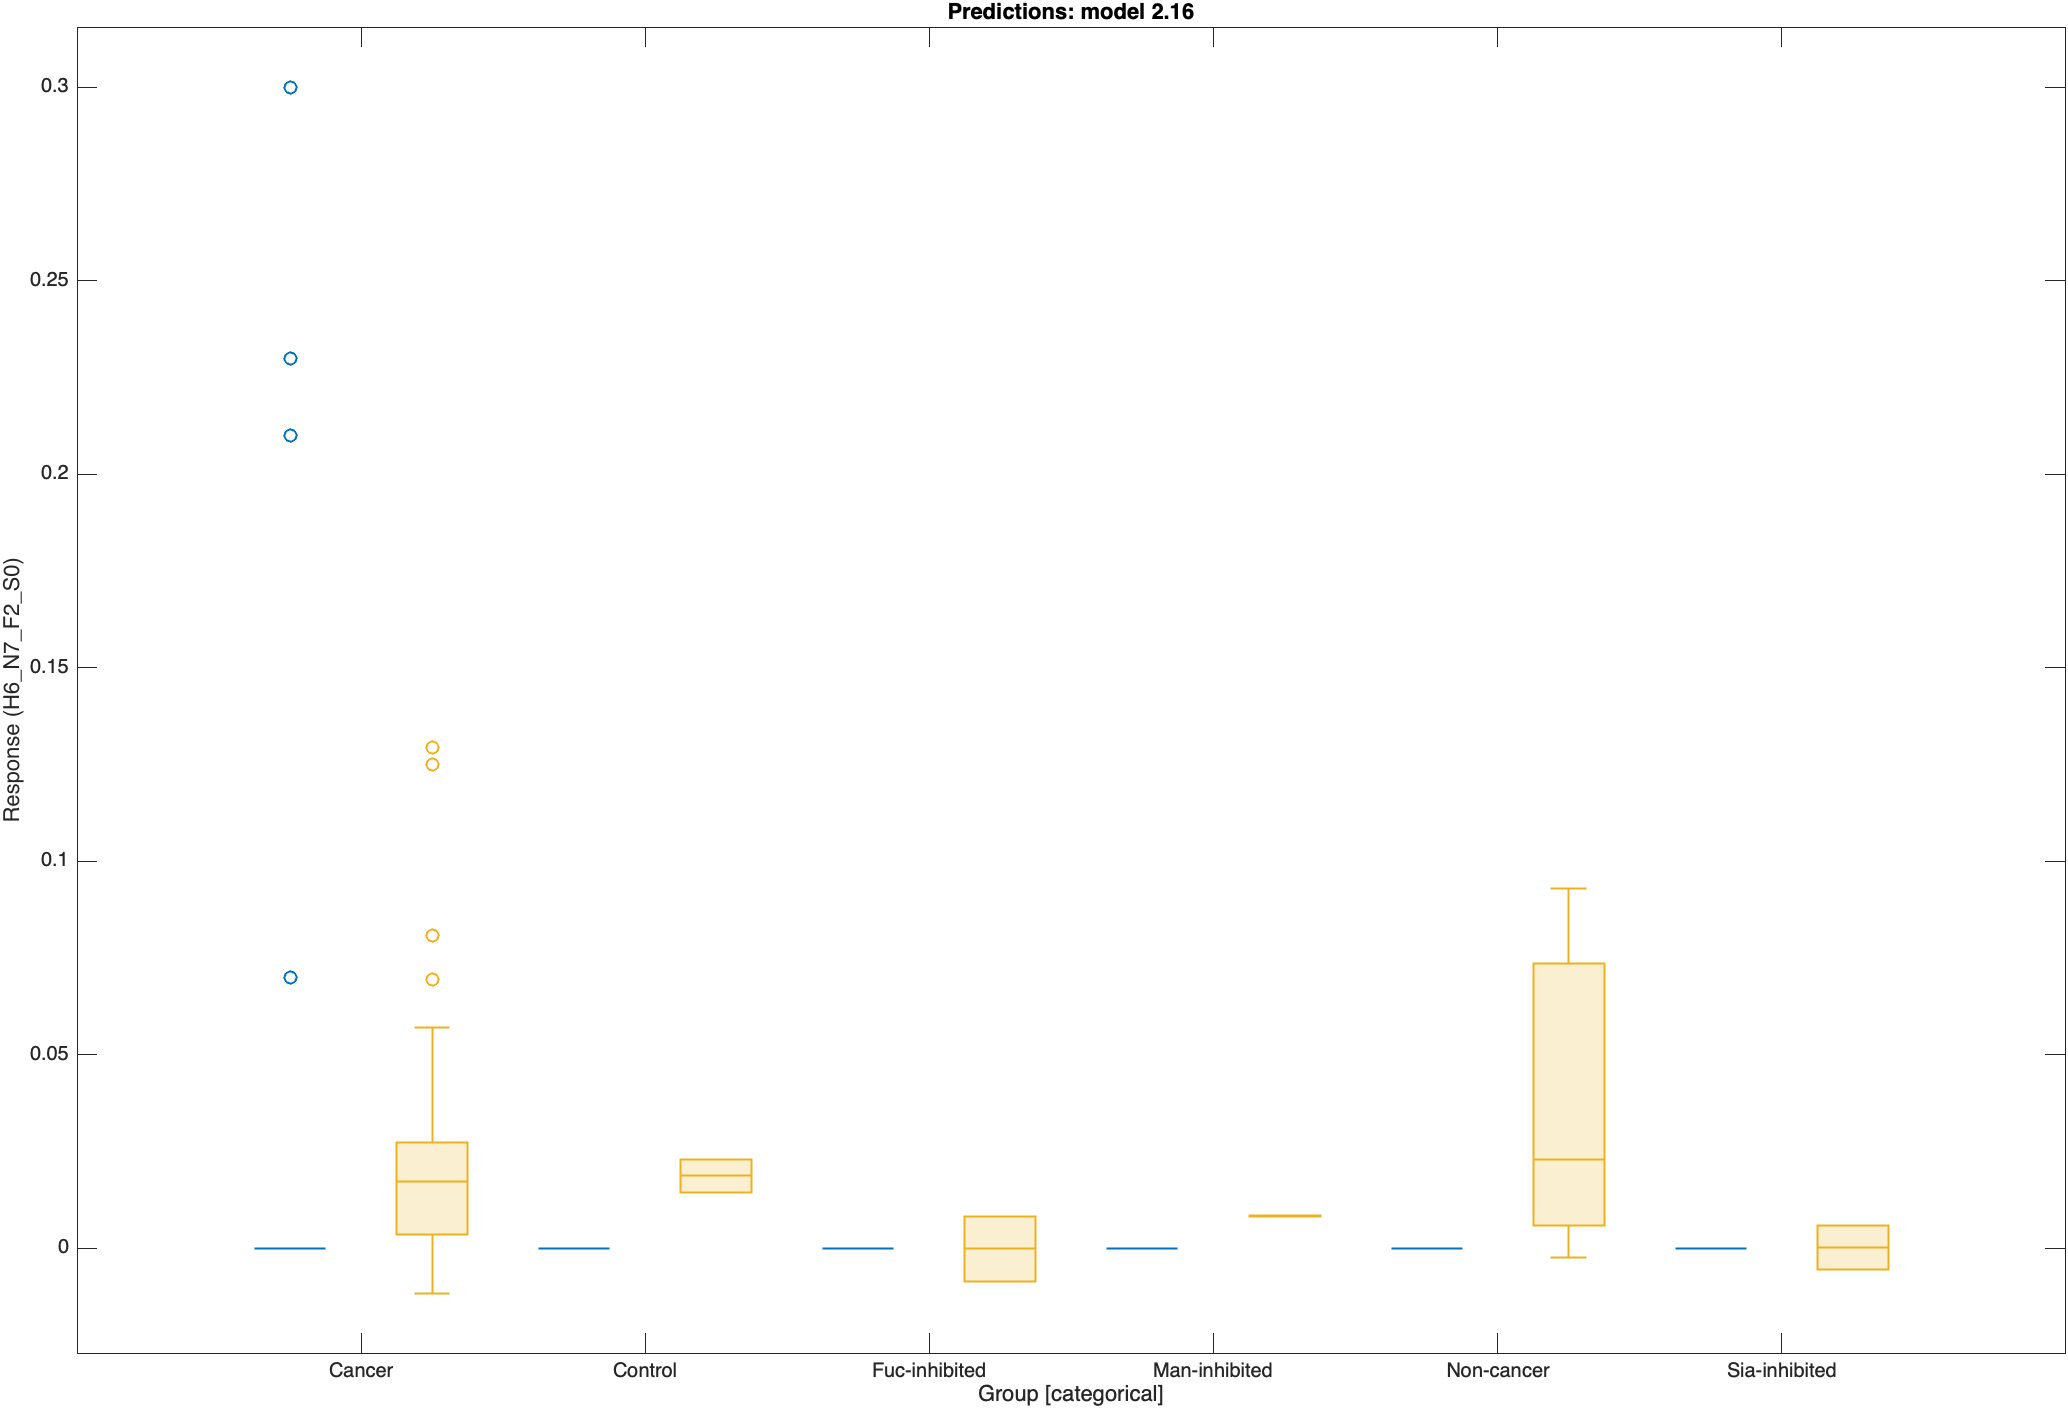 Predictions: model 2.16
Response (H6_N7_F2_S0)
0.3
0.25
0.2
0.15
0.1
0.05
0
Cancer Control Fuc-inhibited Man-inhibited Non-cancer Sia-inhibited
Group [categorical]